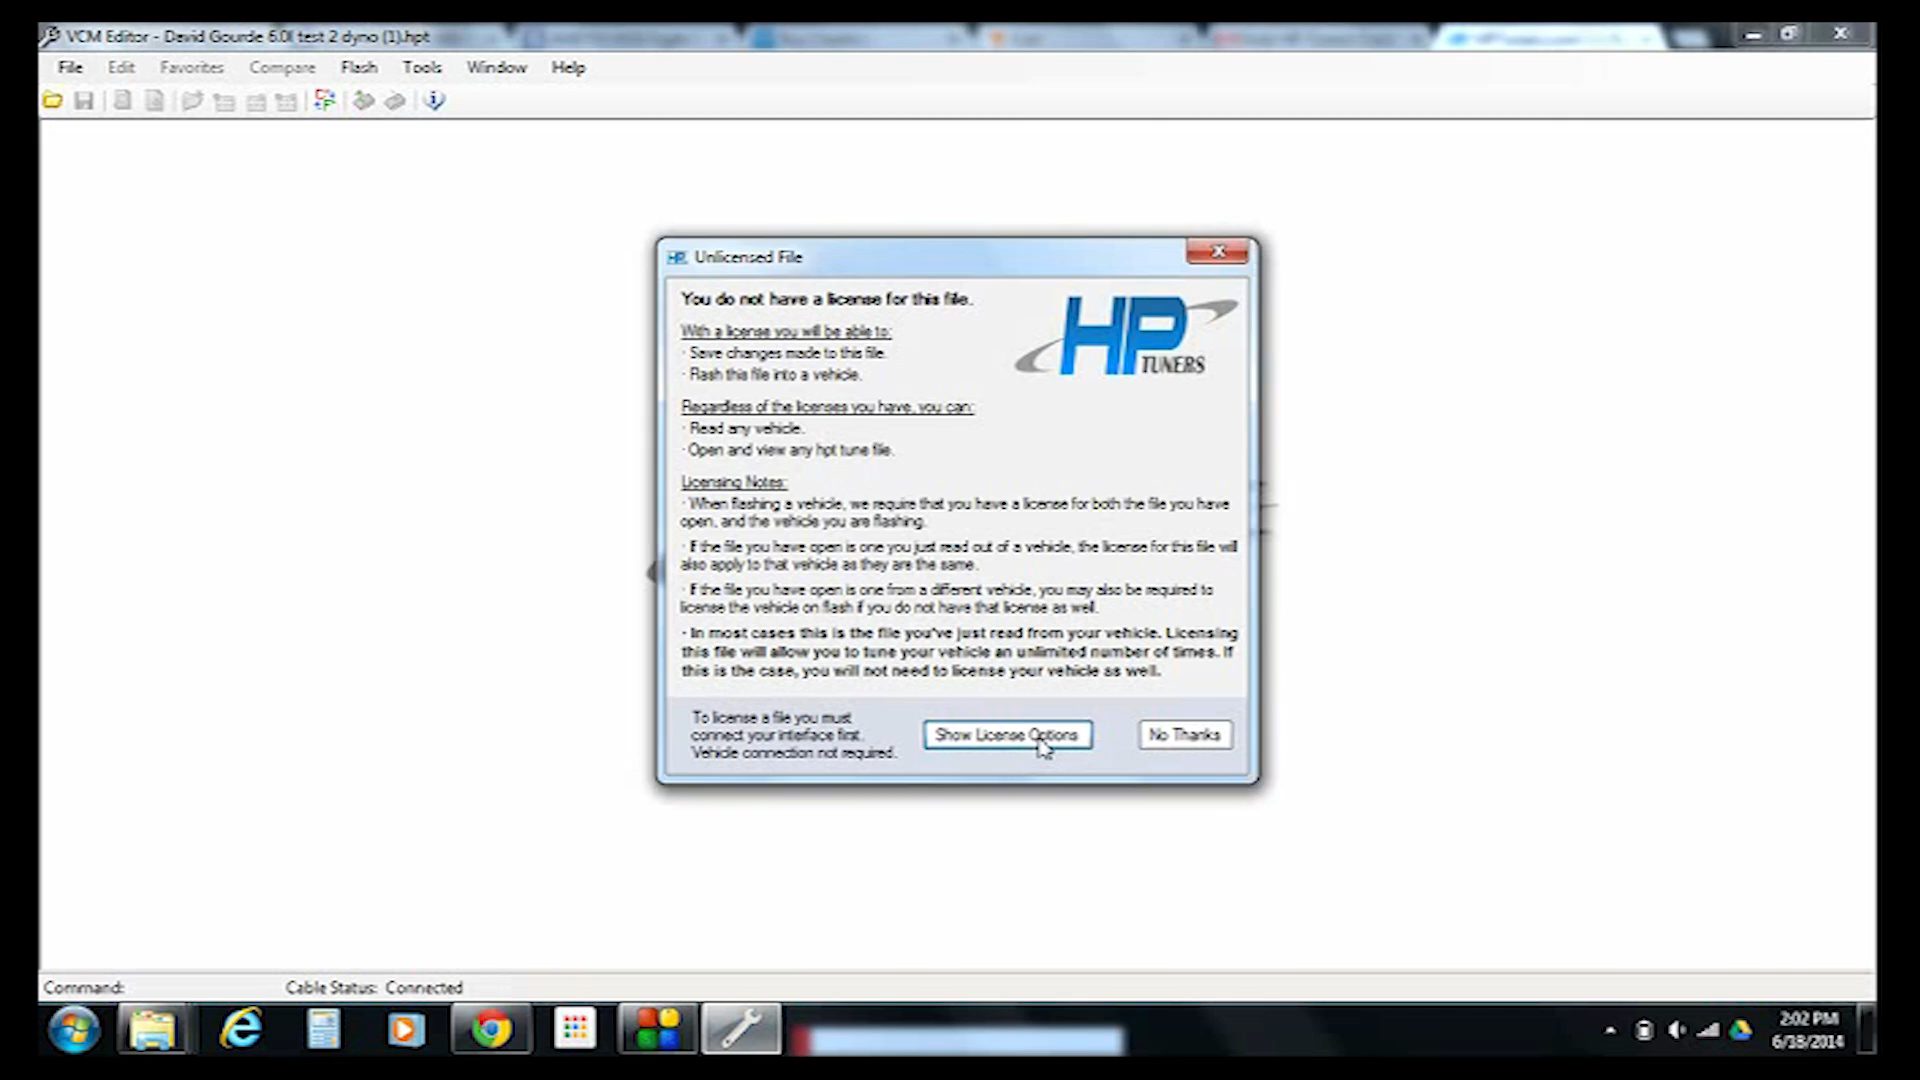 VCM Editor - David Gourde 6.0l test 2 dyno (1).hpt
File Edit Favorites Compare Flash Tools Window Help
Unlicensed File
You do not have a license for this file.
HP
TUNERS
With a license you will be able to:
· Save changes made to this file.
· Flash this file into a vehicle.
Regardless of the licenses you have, you can:
· Read any vehicle.
· Open and view any hpt tune file.
Licensing Notes:
· When flashing a vehicle, we require that you have a license for both the file you have
open, and the vehicle you are flashing.
· If the file you have open is one you just read out of a vehicle, the license for this file will
also apply to that vehicle as they are the same.
· If the file you have open is one from a different vehicle, you may also be required to
license the vehicle on flash if you do not have that license as well.
· In most cases this is the file you've just read from your vehicle. Licensing
this file will allow you to tune your vehicle an unlimited number of times. If
this is the case, you will not need to license your vehicle as well.
To license a file you must
connect your interface first.
Vehicle connection not required.
Show License Options
No Thanks
Command:
Cable Status: Connected
2:02 PM
6/18/2014